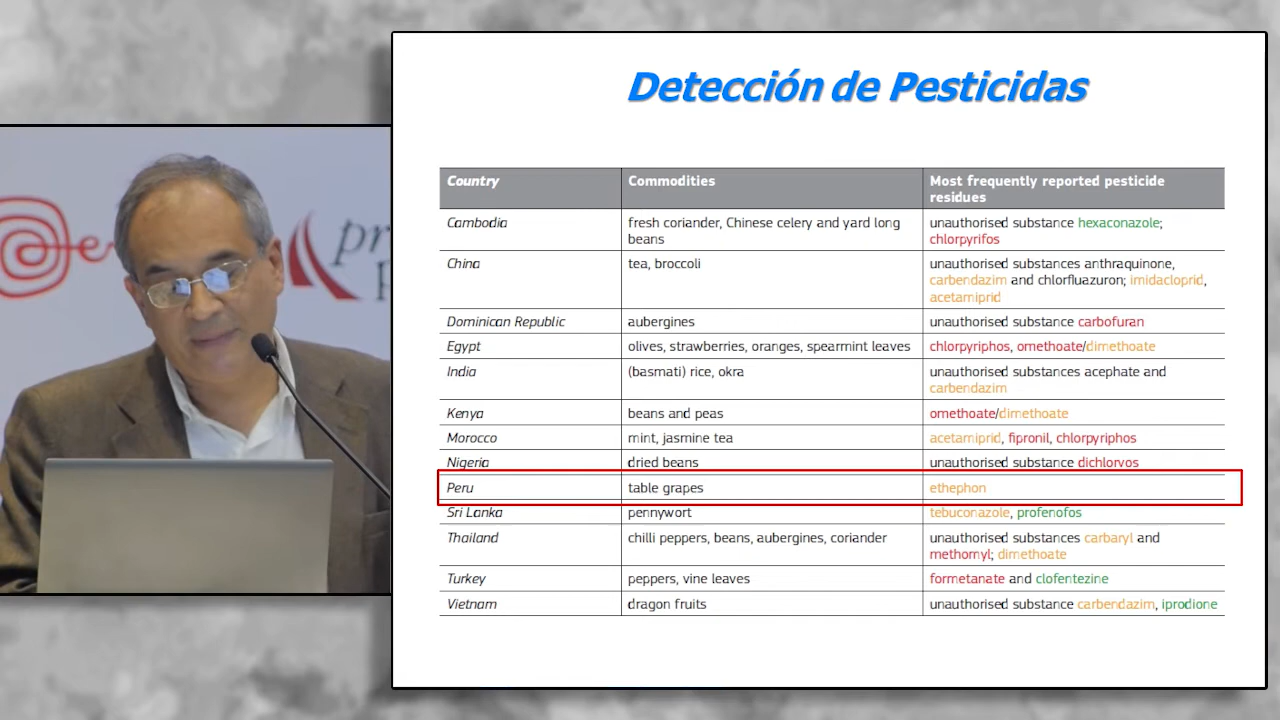 Detección de Pesticidas
Country Commodities Most frequently reported pesticide
residues
Cambodia fresh coriander, Chinese celery and yard long unauthorised substance hexaconazole;
beans chlorpyrifos
China tea, broccoli unauthorised substances anthraquinone,
carbendazim and chlorfluazuron; imidacloprid,
acetamiprid
Dominican Republic aubergines unauthorised substance carbofuran
Egypt olives, strawberries, oranges, spearmint leaves chlorpyriphos, omethoate/dimethoate
India (basmati) rice, okra unauthorised substances acephate and
carbendazim
Kenya beans and peas omethoate/dimethoate
Morocco mint, jasmine tea acetamiprid, fipronil, chlorpyriphos
Nigeria dried beans unauthorised substance dichlorvos
Peru table grapes ethephon
Sri Lanka pennywort tebuconazole, profenofos
Thailand chilli peppers, beans, aubergines, coriander unauthorised substances carbaryl and
methomyl; dimethoate
Turkey peppers, vine leaves formetanate and clofentezine
Vietnam dragon fruits unauthorised substance carbendazim, iprodione